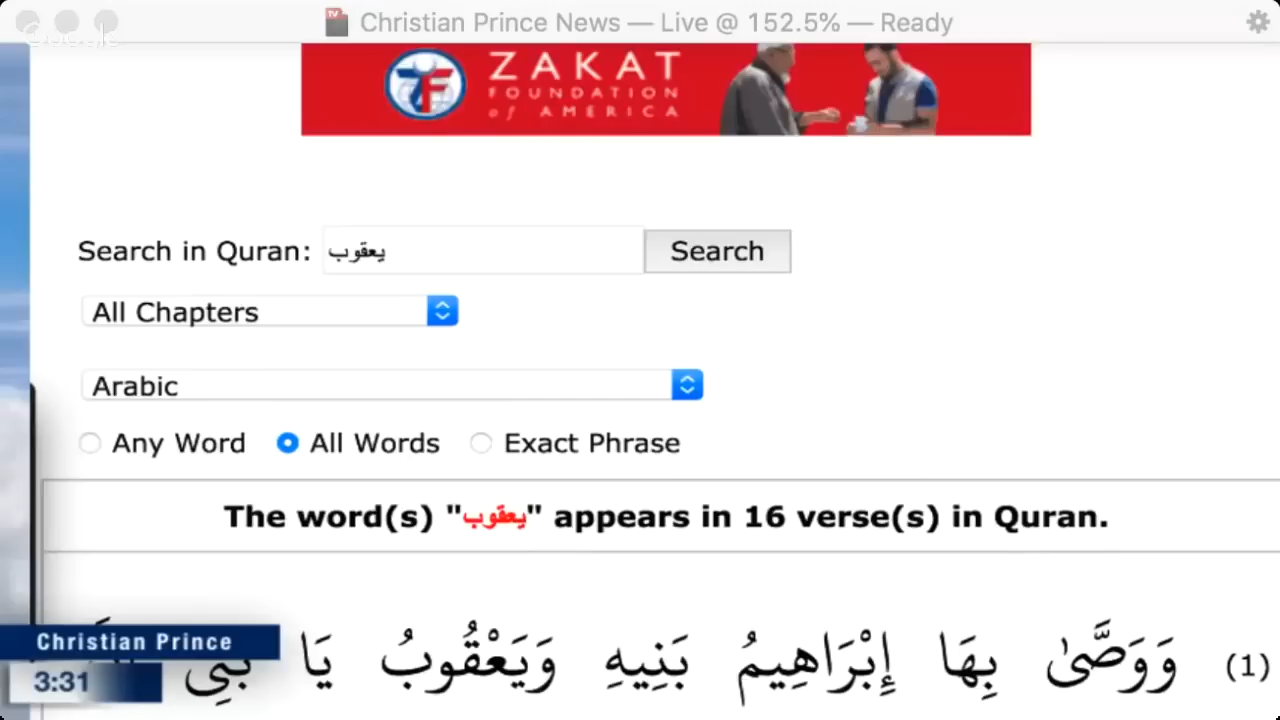 Christian Prince News — Live @ 152.5% — Ready
Google
ZAKAT
FOUNDATION
of AMERICA
Search in Quran: يعقوب Search
All Chapters
Arabic
Any Word All Words Exact Phrase
The word(s) "يعقوب" appears in 16 verse(s) in Quran.
(1) وَوَصَّىٰ بِهَا إِبْرَاهِيمُ بَنِيهِ وَيَعْقُوبُ يَا بَنِي
Christian Prince
3:31